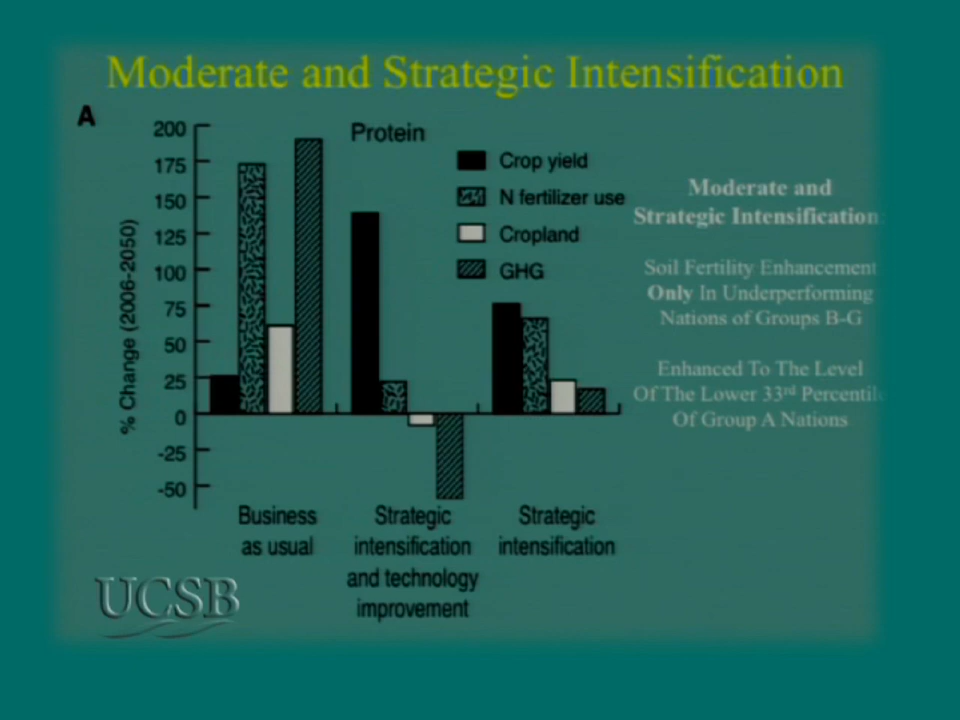 Moderate and Strategic Intensification
A
Protein
200
175
150
125
100
75
50
25
0
-25
-50
% Change (2006-2050)
Crop yield
N fertilizer use
Cropland
GHG
Business
as usual
Strategic
intensification
and technology
improvement
Strategic
intensification
Moderate and
Strategic Intensification:
Soil Fertility Enhancement
Only In Underperforming
Nations of Groups B-G
Enhanced To The Level
Of The Lower 33rd Percentile
Of Group A Nations
UCSB